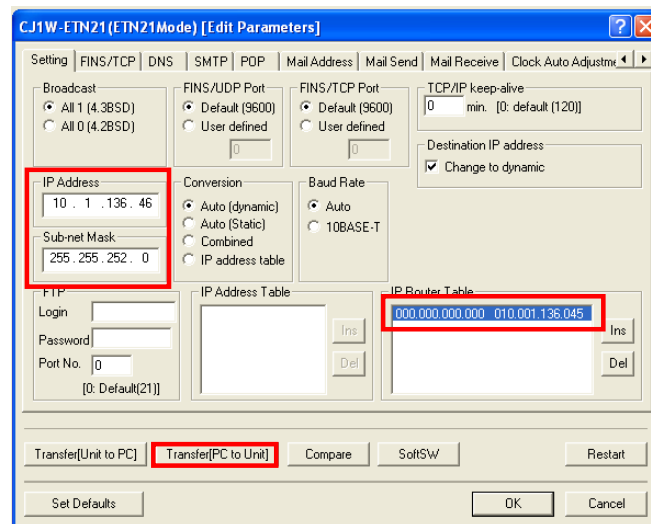 CJ1W-ETN21(ETN21Mode) [Edit Parameters]
Setting FINS/TCP DNS SMTP POP Mail Address Mail Send Mail Receive Clock Auto Adjustme
Broadcast
All 1 (4.3BSD)
All 0 (4.2BSD)
FINS/UDP Port
Default (9600)
User defined
0
FINS/TCP Port
Default (9600)
User defined
0
TCP/IP keep-alive
0 min. [0: default (120)]
Destination IP address
Change to dynamic
IP Address
10 . 1 .136 . 46
Sub-net Mask
255.255.252. 0
Conversion
Auto (dynamic)
Auto (Static)
Combined
IP address table
Baud Rate
Auto
10BASE-T
FTP
Login
Password
Port No. 0
[0: Default(21)]
IP Address Table
Ins
Del
IP Router Table
000.000.000.000 010.001.136.045
Ins
Del
Transfer[Unit to PC] Transfer[PC to Unit] Compare SoftSW Restart
Set Defaults OK Cancel